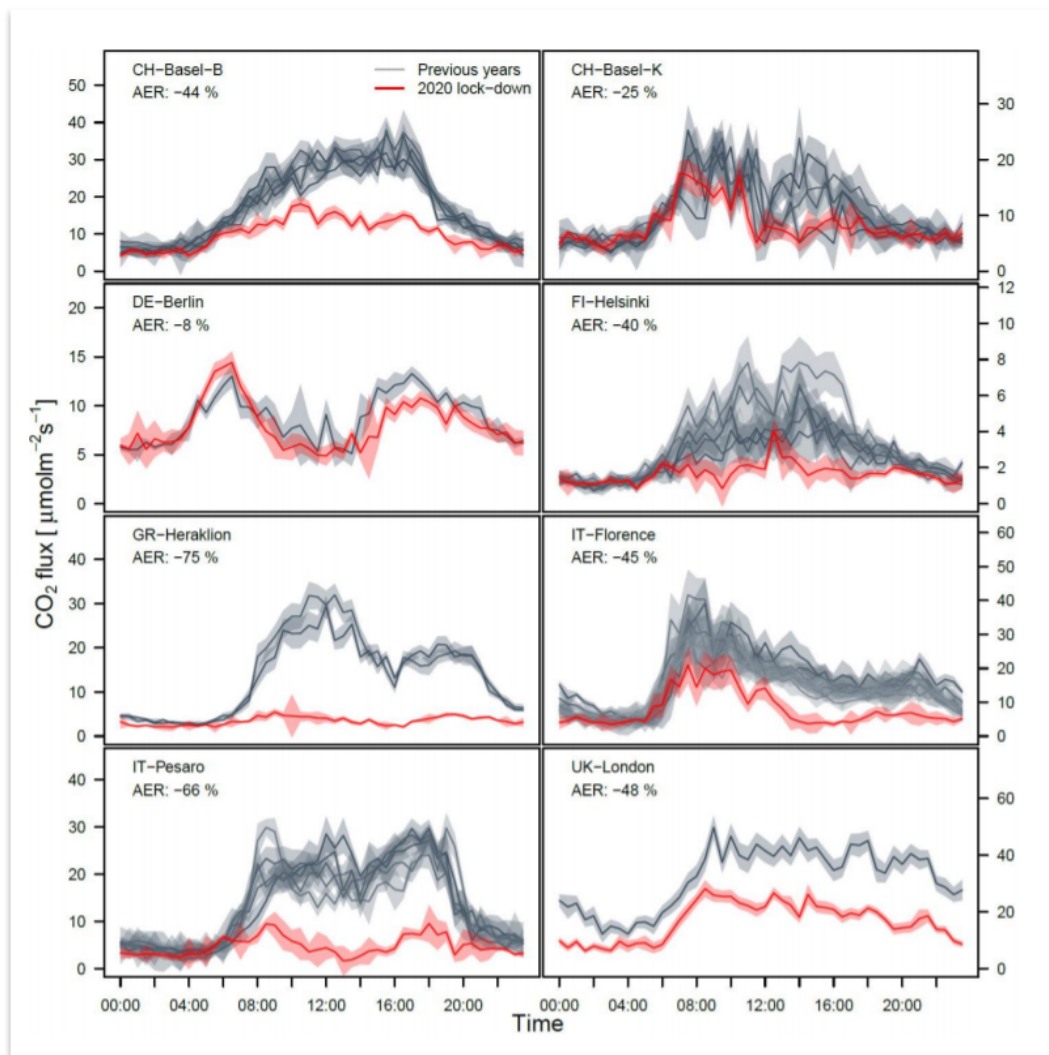 CH−Basel−B
AER: −44 %
Previous years
2020 lock−down
50
40
30
20
10
0
CH−Basel−K
AER: −25 %
30
20
10
0
DE−Berlin
AER: −8 %
20
15
10
5
0
FI−Helsinki
AER: −40 %
12
10
8
6
4
2
0
GR−Heraklion
AER: −75 %
40
30
20
10
0
IT−Florence
AER: −45 %
60
50
40
30
20
10
0
IT−Pesaro
AER: −66 %
40
30
20
10
0
UK−London
AER: −48 %
60
40
20
0
CO₂ flux [ μmolm⁻²s⁻¹]
00:00 04:00 08:00 12:00 16:00 20:00
00:00 04:00 08:00 12:00 16:00 20:00
Time